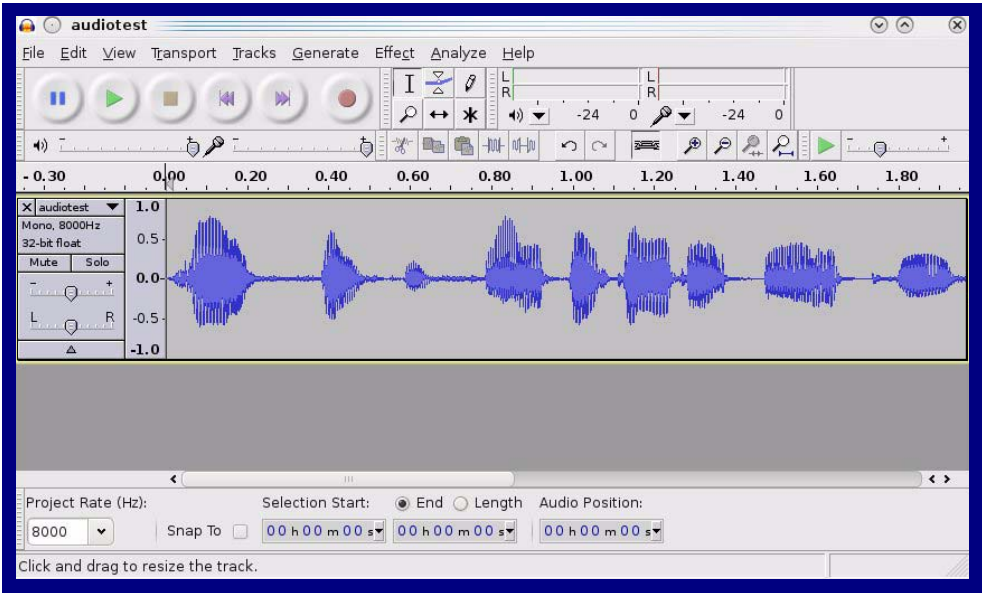 audiotest
File Edit View Transport Tracks Generate Effect Analyze Help
L
R
-24 0
L
R
-24 0
- +
- +
- +
- 0.30 0.00 0.20 0.40 0.60 0.80 1.00 1.20 1.40 1.60 1.80
X audiotest
Mono, 8000Hz
32-bit float
Mute Solo
- +
L R
1.0
0.5
0.0
-0.5
-1.0
Project Rate (Hz): Selection Start: End Length Audio Position:
8000 Snap To 00 h 00 m 00 s 00 h 00 m 00 s 00 h 00 m 00 s
Click and drag to resize the track.